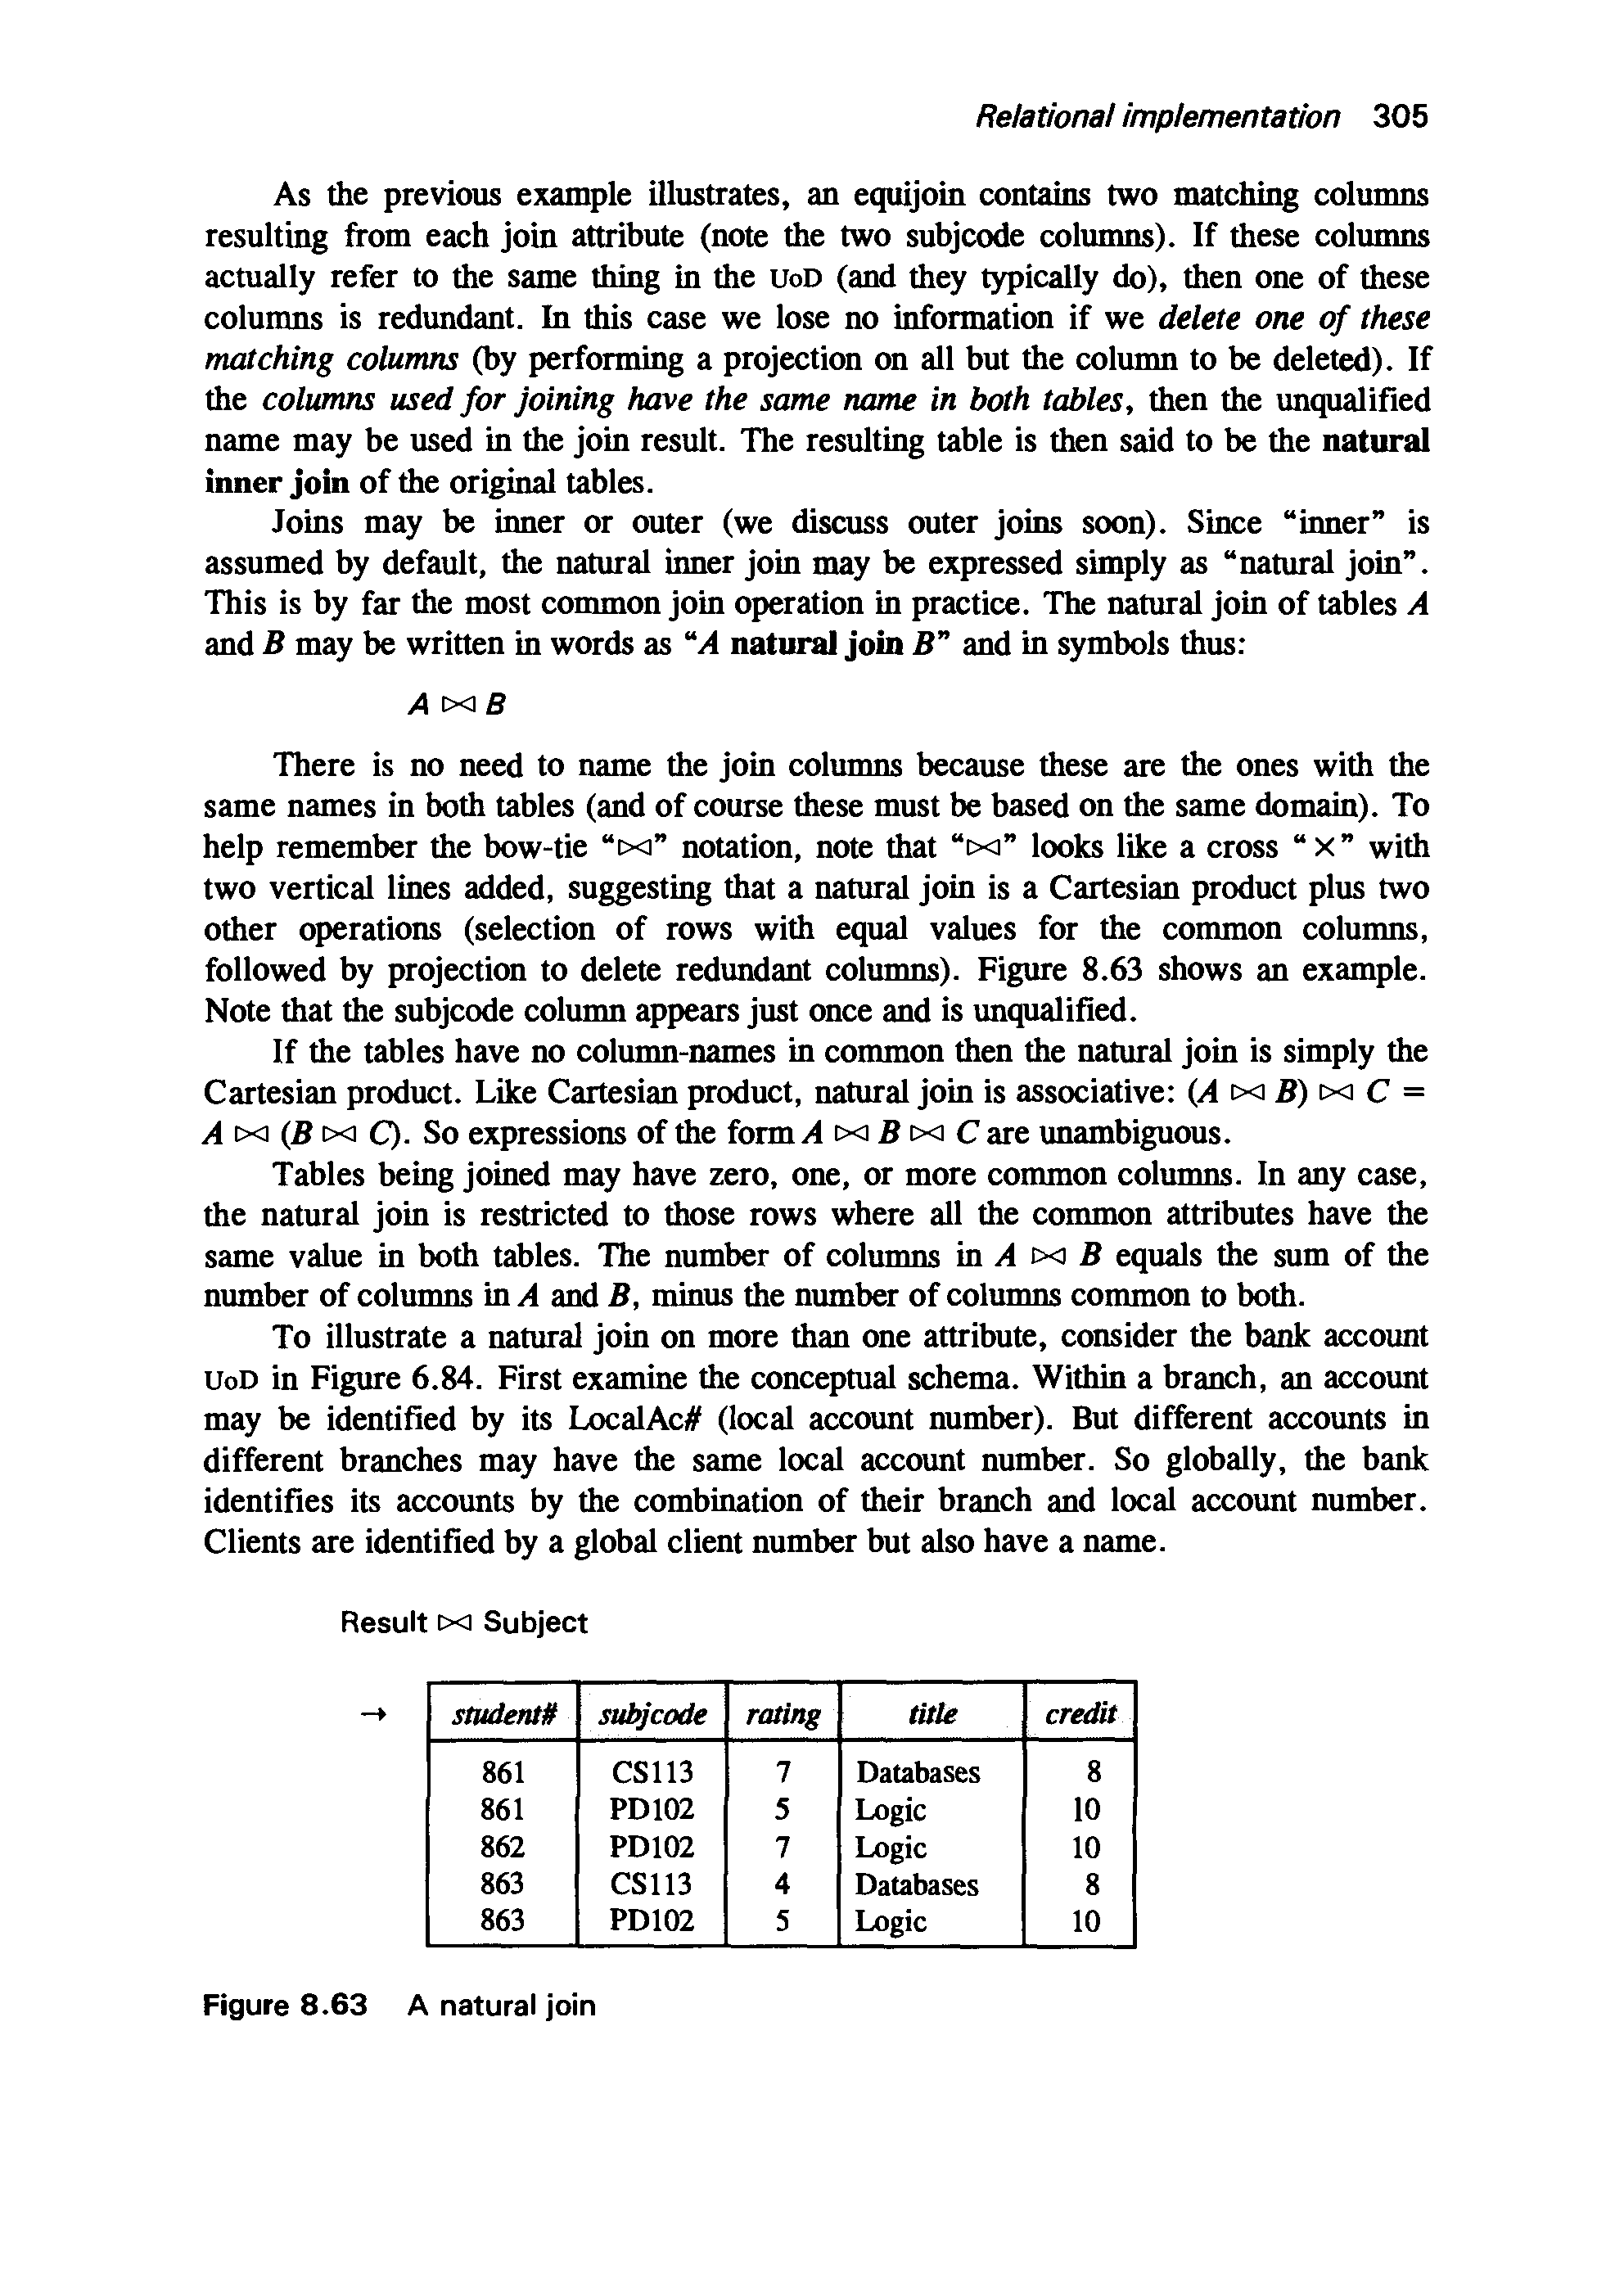 Relational implementation 305
As the previous example illustrates, an equijoin contains two matching columns
resulting from each join attribute (note the two subjcode columns). If these columns
actually refer to the same thing in the UoD (and they typically do), then one of these
columns is redundant. In this case we lose no information if we delete one of these
matching columns (by performing a projection on all but the column to be deleted). If
the columns used for joining have the same name in both tables, then the unqualified
name may be used in the join result. The resulting table is then said to be the natural
inner join of the original tables.
Joins may be inner or outer (we discuss outer joins soon). Since “inner” is
assumed by default, the natural inner join may be expressed simply as “natural join”.
This is by far the most common join operation in practice. The natural join of tables A
and B may be written in words as “A natural join B” and in symbols thus:
A ⋈ B
There is no need to name the join columns because these are the ones with the
same names in both tables (and of course these must be based on the same domain). To
help remember the bow-tie “⋈” notation, note that “⋈” looks like a cross “×” with
two vertical lines added, suggesting that a natural join is a Cartesian product plus two
other operations (selection of rows with equal values for the common columns,
followed by projection to delete redundant columns). Figure 8.63 shows an example.
Note that the subjcode column appears just once and is unqualified.
If the tables have no column-names in common then the natural join is simply the
Cartesian product. Like Cartesian product, natural join is associative: (A ⋈ B) ⋈ C =
A ⋈ (B ⋈ C). So expressions of the form A ⋈ B ⋈ C are unambiguous.
Tables being joined may have zero, one, or more common columns. In any case,
the natural join is restricted to those rows where all the common attributes have the
same value in both tables. The number of columns in A ⋈ B equals the sum of the
number of columns in A and B, minus the number of columns common to both.
To illustrate a natural join on more than one attribute, consider the bank account
UoD in Figure 6.84. First examine the conceptual schema. Within a branch, an account
may be identified by its LocalAc# (local account number). But different accounts in
different branches may have the same local account number. So globally, the bank
identifies its accounts by the combination of their branch and local account number.
Clients are identified by a global client number but also have a name.
Result ⋈ Subject
→ student# subjcode rating title credit
861 CS113 7 Databases 8
861 PD102 5 Logic 10
862 PD102 7 Logic 10
863 CS113 4 Databases 8
863 PD102 5 Logic 10
Figure 8.63 A natural join